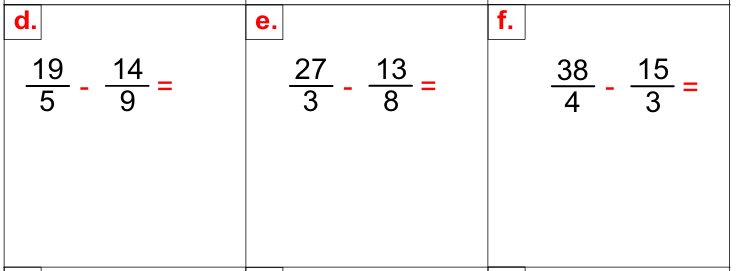 d.
19/5 - 14/9 =
e.
27/3 - 13/8 =
f.
38/4 - 15/3 =